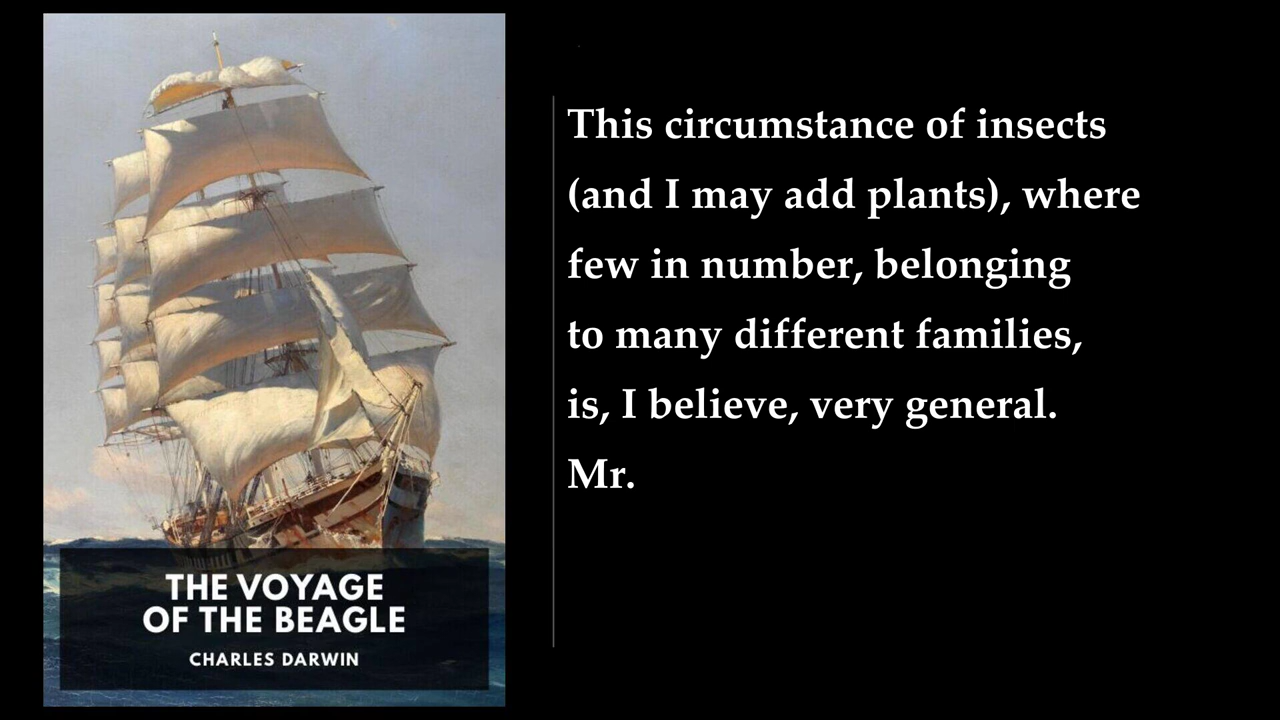 THE VOYAGE
OF THE BEAGLE
CHARLES DARWIN
This circumstance of insects
(and I may add plants), where
few in number, belonging
to many different families,
is, I believe, very general.
Mr.